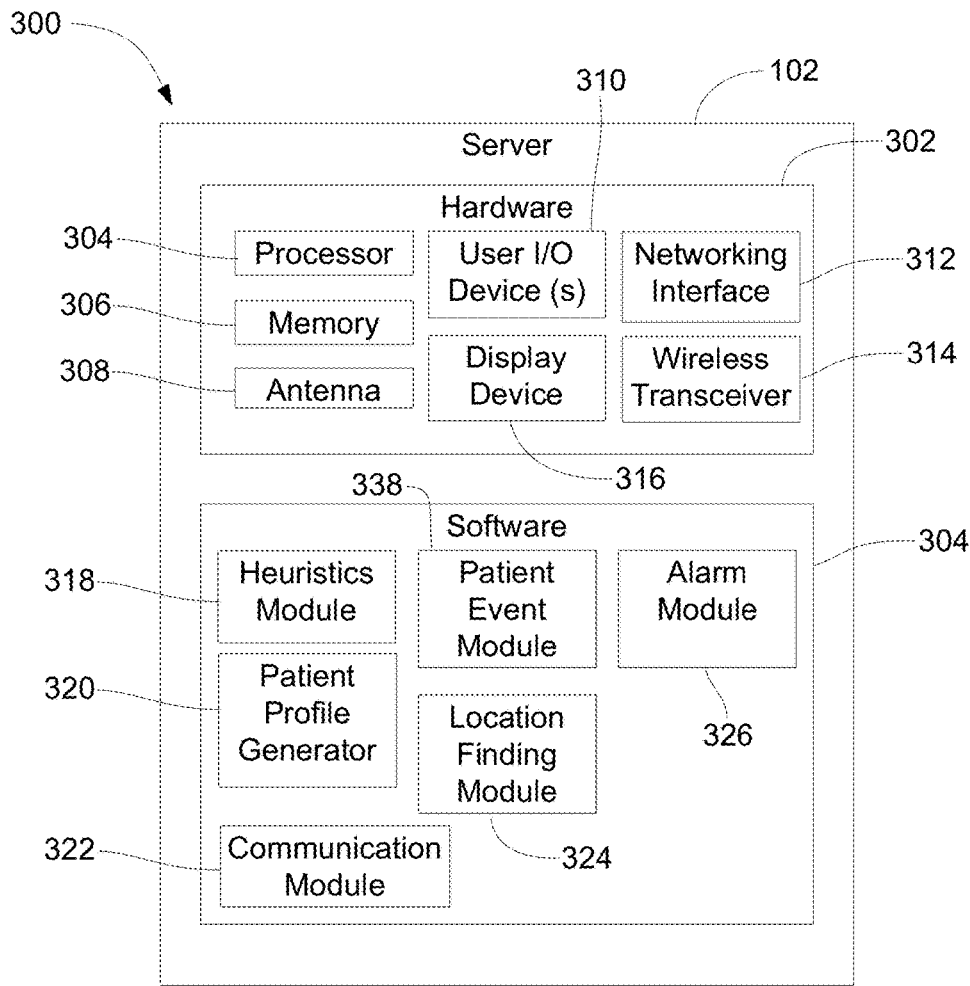 300
102
310
Server
302
Hardware
304
Processor
User I/O
Device (s)
Networking
Interface
312
306
Memory
308
Antenna
Display
Device
Wireless
Transceiver
314
338
316
Software
304
318
Heuristics
Module
Patient
Event
Module
Alarm
Module
320
Patient
Profile
Generator
326
Location
Finding
Module
322
Communication
Module
324